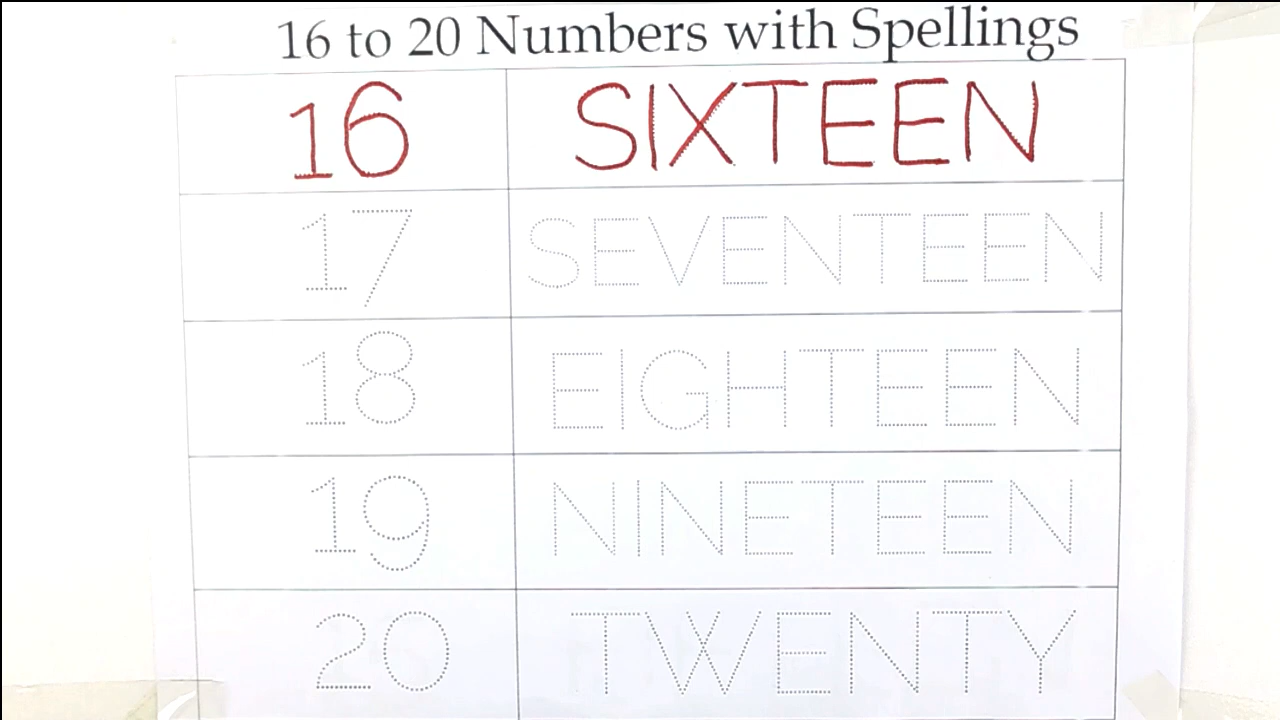 16 to 20 Numbers with Spellings
16 SIXTEEN
17 SEVENTEEN
18 EIGHTEEN
19 NINETEEN
20 TWENTY